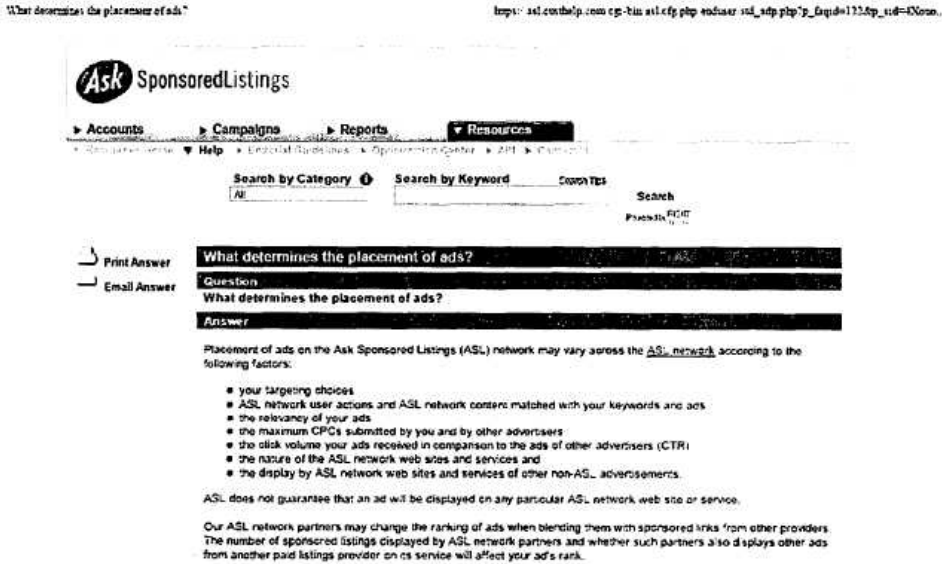 What determines the placement of ads?
Ask SponsoredListings
Accounts Campaigns Reports Resources
Help Editorial Guidelines API
Search by Category Search by Keyword Search Tips
All Search
Print Answer
Email Answer
What determines the placement of ads?
Question
What determines the placement of ads?
Answer
Placement of ads on the Ask Sponsored Listings (ASL) network may vary across the ASL network according to the
following factors:
your targeting choices
ASL network user actions and ASL network content matched with your keywords and ads
the relevancy of your ads
the maximum CPCs submitted by you and by other advertisers
the click volume your ads received in comparison to the ads of other advertisers (CTR)
the nature of the ASL network web sites and services and
the display by ASL network web sites and services of other non-ASL advertisements.
ASL does not guarantee that an ad will be displayed on any particular ASL network web site or service.
Our ASL network partners may change the ranking of ads when blending them with sponsored links from other providers.
The number of sponsored listings displayed by ASL network partners and whether such partners also displays other ads
from another paid listings provider on its service will affect your ad's rank.